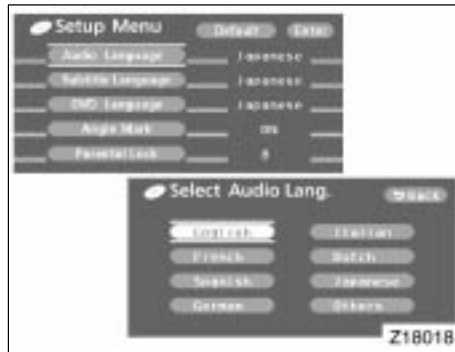 Setup Menu Default Enter
Audio Language Japanese
Subtitle Language Japanese
DVD Language Japanese
Angle Mark ON
Parental Lock 8
Select Audio Lang. Back
English Italian
French Dutch
Spanish Japanese
German Others
Z18018